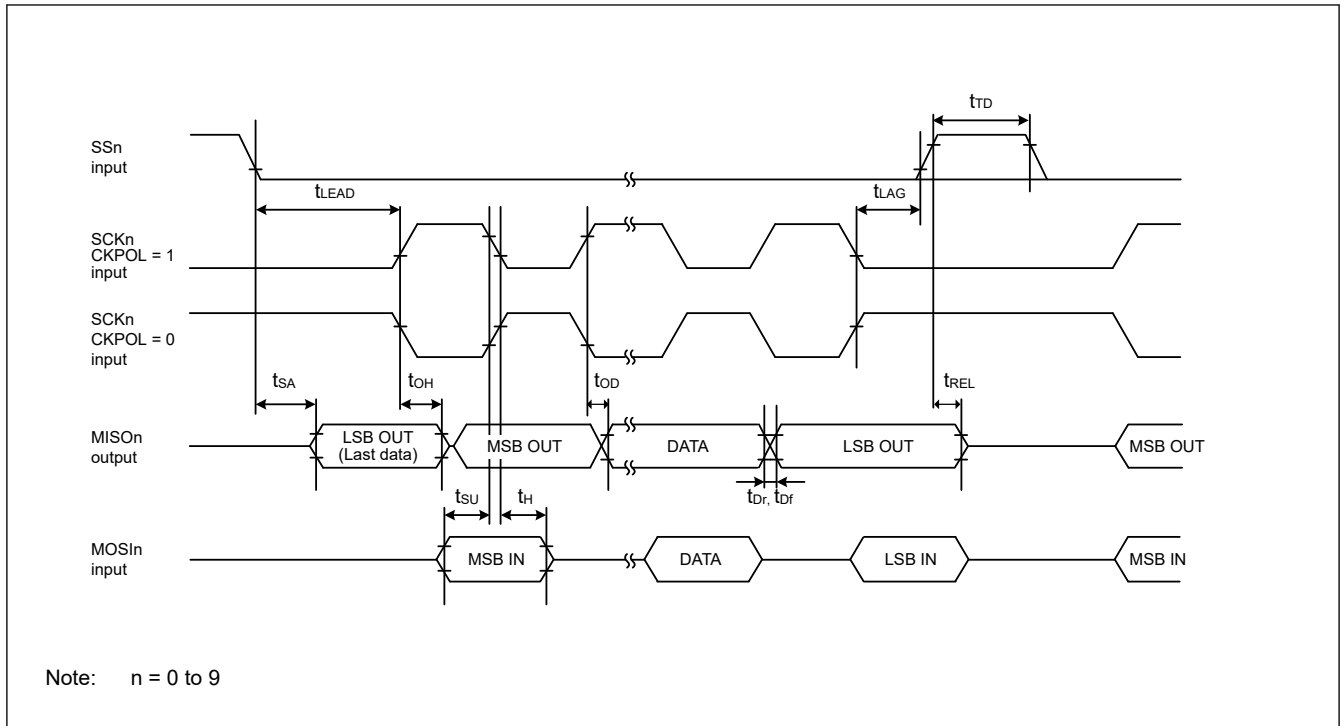 tTD
SSn
input
tLEAD
tLAG
SCKn
CKPOL = 1
input
SCKn
CKPOL = 0
input
tSA
tOH
tOD
tREL
MISOn
output
LSB OUT
(Last data)
MSB OUT
DATA
LSB OUT
MSB OUT
tSU
tH
tDr, tDf
MOSIn
input
MSB IN
DATA
LSB IN
MSB IN
Note: n = 0 to 9